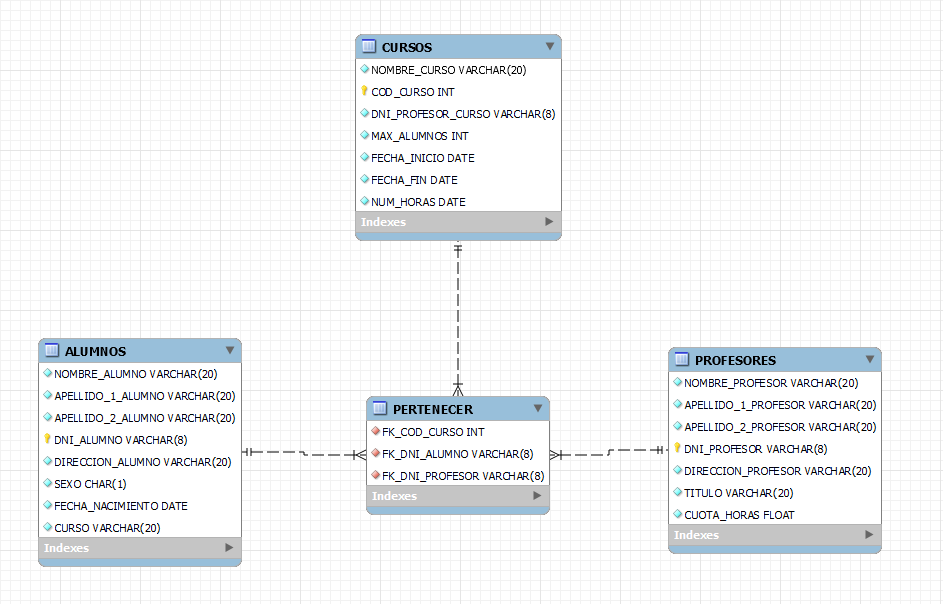 CURSOS
NOMBRE_CURSO VARCHAR(20)
COD_CURSO INT
DNI_PROFESOR_CURSO VARCHAR(8)
MAX_ALUMNOS INT
FECHA_INICIO DATE
FECHA_FIN DATE
NUM_HORAS DATE
Indexes
ALUMNOS
NOMBRE_ALUMNO VARCHAR(20)
APELLIDO_1_ALUMNO VARCHAR(20)
APELLIDO_2_ALUMNO VARCHAR(20)
DNI_ALUMNO VARCHAR(8)
DIRECCION_ALUMNO VARCHAR(20)
SEXO CHAR(1)
FECHA_NACIMIENTO DATE
CURSO VARCHAR(20)
Indexes
PERTENECER
FK_COD_CURSO INT
FK_DNI_ALUMNO VARCHAR(8)
FK_DNI_PROFESOR VARCHAR(8)
Indexes
PROFESORES
NOMBRE_PROFESOR VARCHAR(20)
APELLIDO_1_PROFESOR VARCHAR(20)
APELLIDO_2_PROFESOR VARCHAR(20)
DNI_PROFESOR VARCHAR(8)
DIRECCION_PROFESOR VARCHAR(20)
TITULO VARCHAR(20)
CUOTA_HORAS FLOAT
Indexes